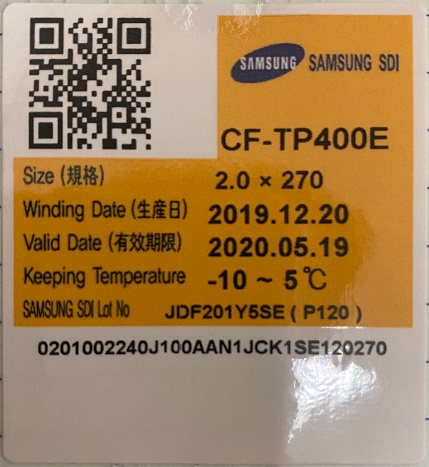 SAMSUNG SAMSUNG SDI
CF-TP400E
Size (規格) 2.0 × 270
Winding Date (生産日) 2019.12.20
Valid Date (有效期限) 2020.05.19
Keeping Temperature -10 ~ 5℃
SAMSUNG SDI Lot No JDF201Y5SE ( P120 )
0201002240J100AAN1JCK1SE120270